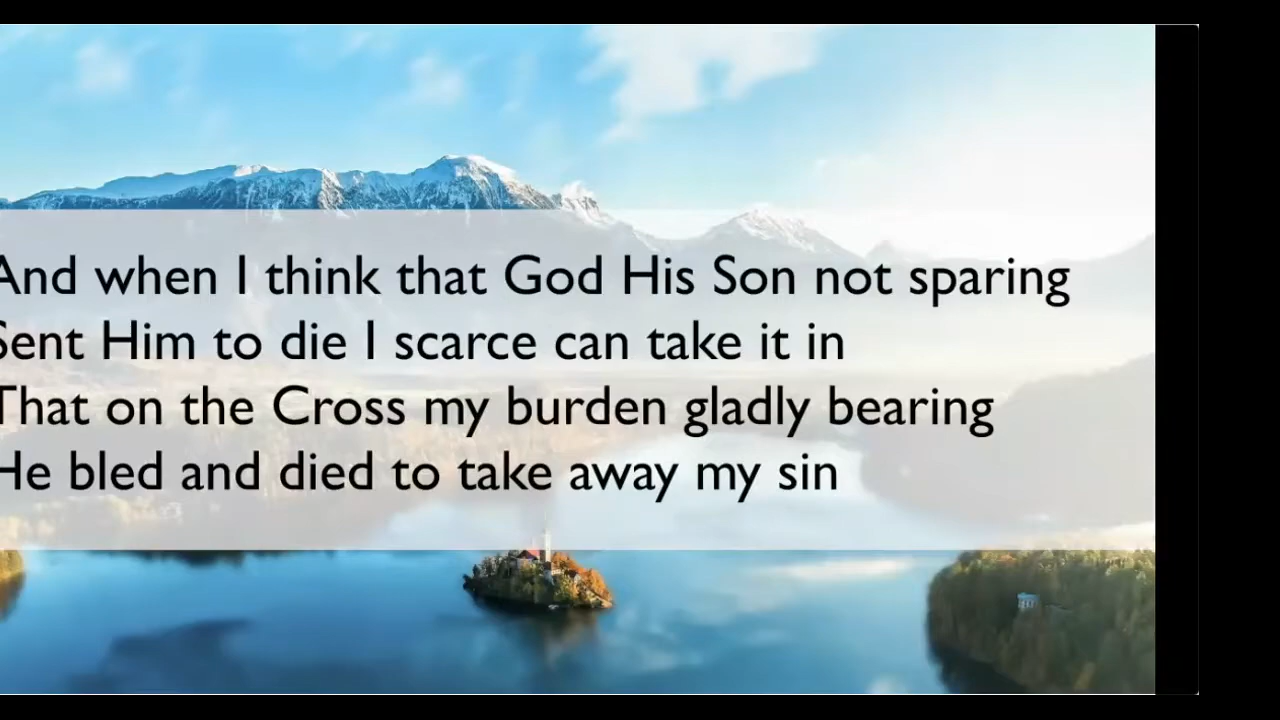 And when I think that God His Son not sparing
Sent Him to die I scarce can take it in
That on the Cross my burden gladly bearing
He bled and died to take away my sin